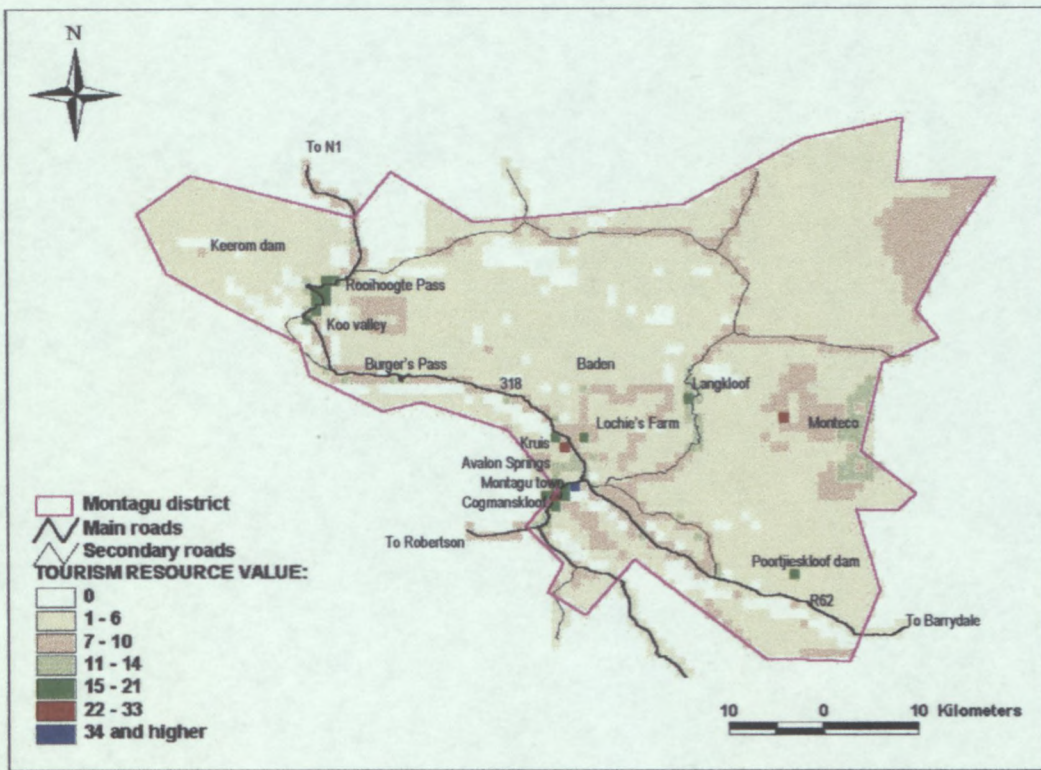 N
To N1
Keerom dam
Rooihoogte Pass
Koo valley
Burger's Pass
318
Baden
Langkloof
Lochie's Farm
Monteco
Kruis
Avalon Springs
Montagu town
Cogmanskloof
To Robertson
Poortjieskloof dam
R62
To Barrydale
Montagu district
Main roads
Secondary roads
TOURISM RESOURCE VALUE:
0
1 - 6
7 - 10
11 - 14
15 - 21
22 - 33
34 and higher
10 0 10 Kilometers